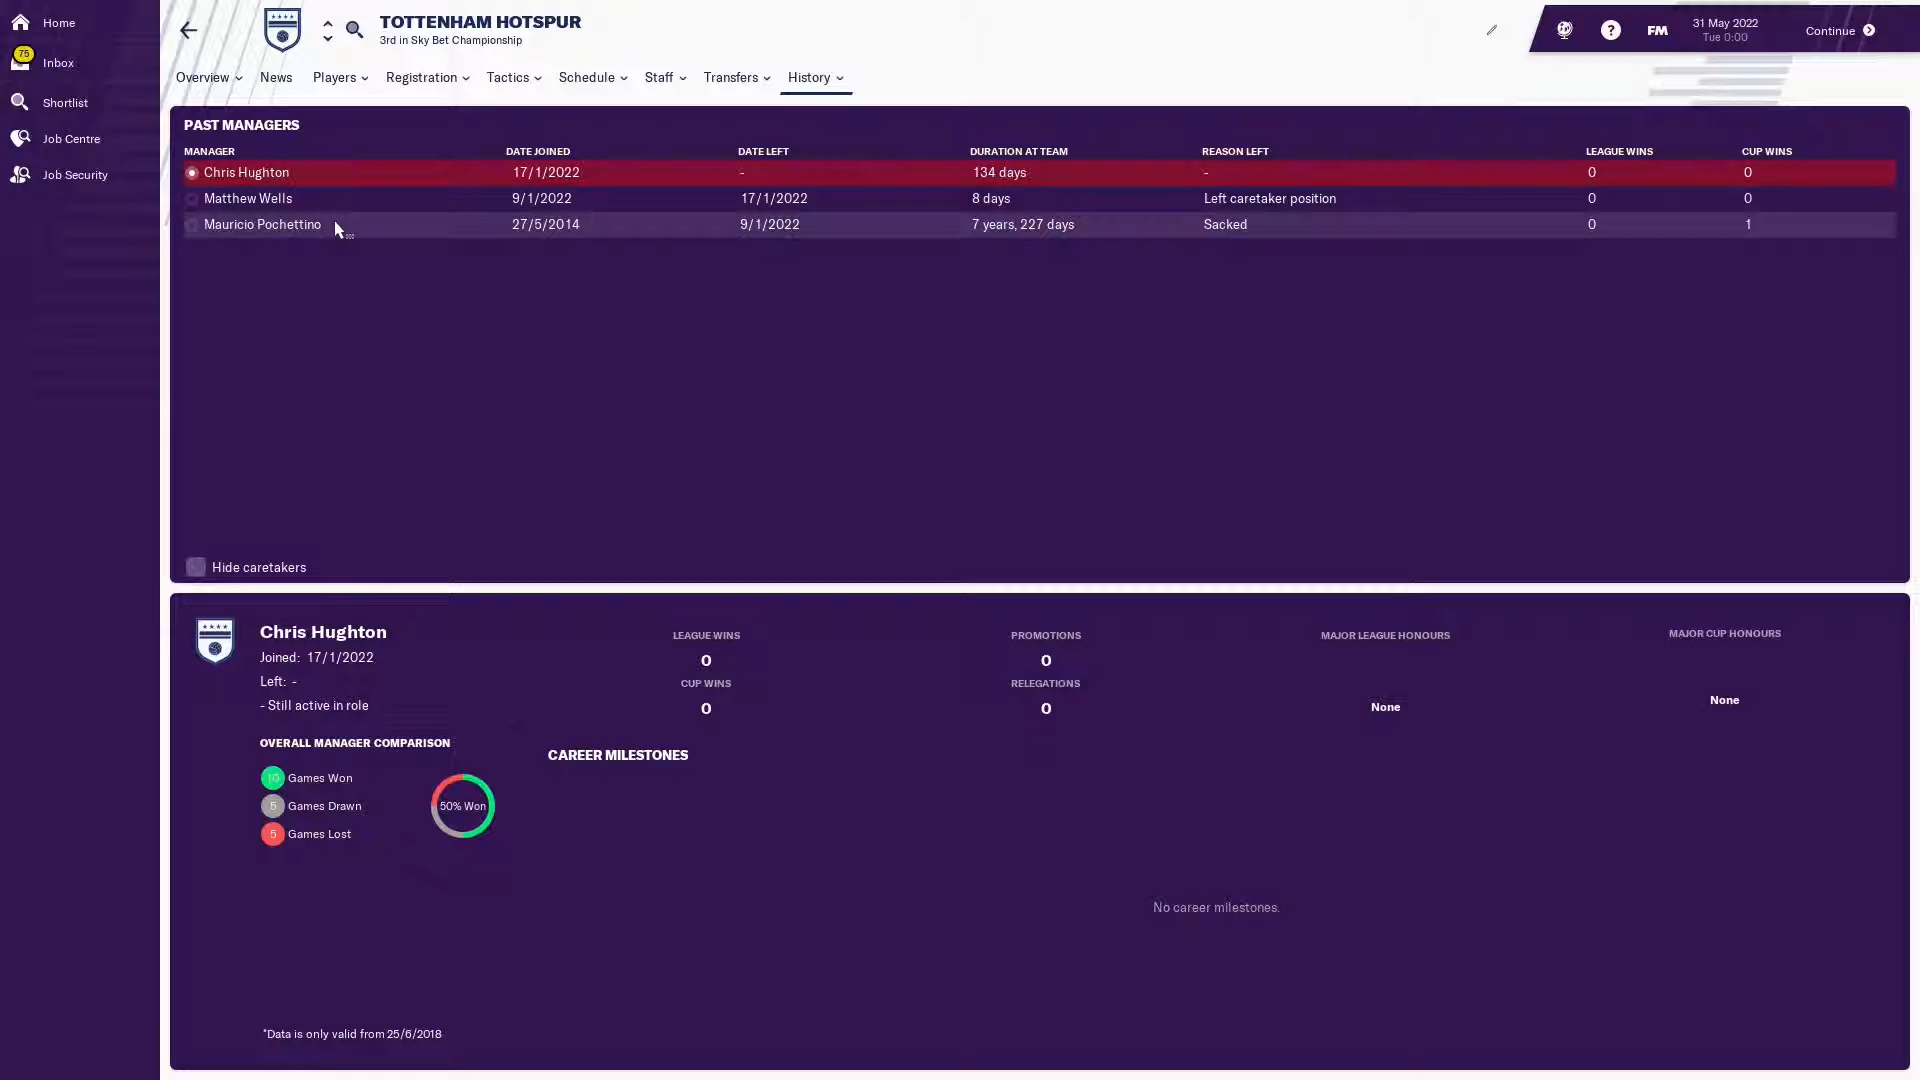 Home
75
Inbox
Shortlist
Job Centre
Job Security
TOTTENHAM HOTSPUR
3rd in Sky Bet Championship
?
FM
31 May 2022
Tue 0:00
Continue
Overview
News
Players
Registration
Tactics
Schedule
Staff
Transfers
History
PAST MANAGERS
MANAGER DATE JOINED DATE LEFT DURATION AT TEAM REASON LEFT LEAGUE WINS CUP WINS
Chris Hughton 17/1/2022 - 134 days - 0 0
Matthew Wells 9/1/2022 17/1/2022 8 days Left caretaker position 0 0
Mauricio Pochettino 27/5/2014 9/1/2022 7 years, 227 days Sacked 0 1
Hide caretakers
Chris Hughton
Joined: 17/1/2022
Left: -
- Still active in role
LEAGUE WINS
0
CUP WINS
0
PROMOTIONS
0
RELEGATIONS
0
MAJOR LEAGUE HONOURS
None
MAJOR CUP HONOURS
None
OVERALL MANAGER COMPARISON
10 Games Won
5 Games Drawn
5 Games Lost
50% Won
CAREER MILESTONES
No career milestones.
*Data is only valid from 25/6/2018